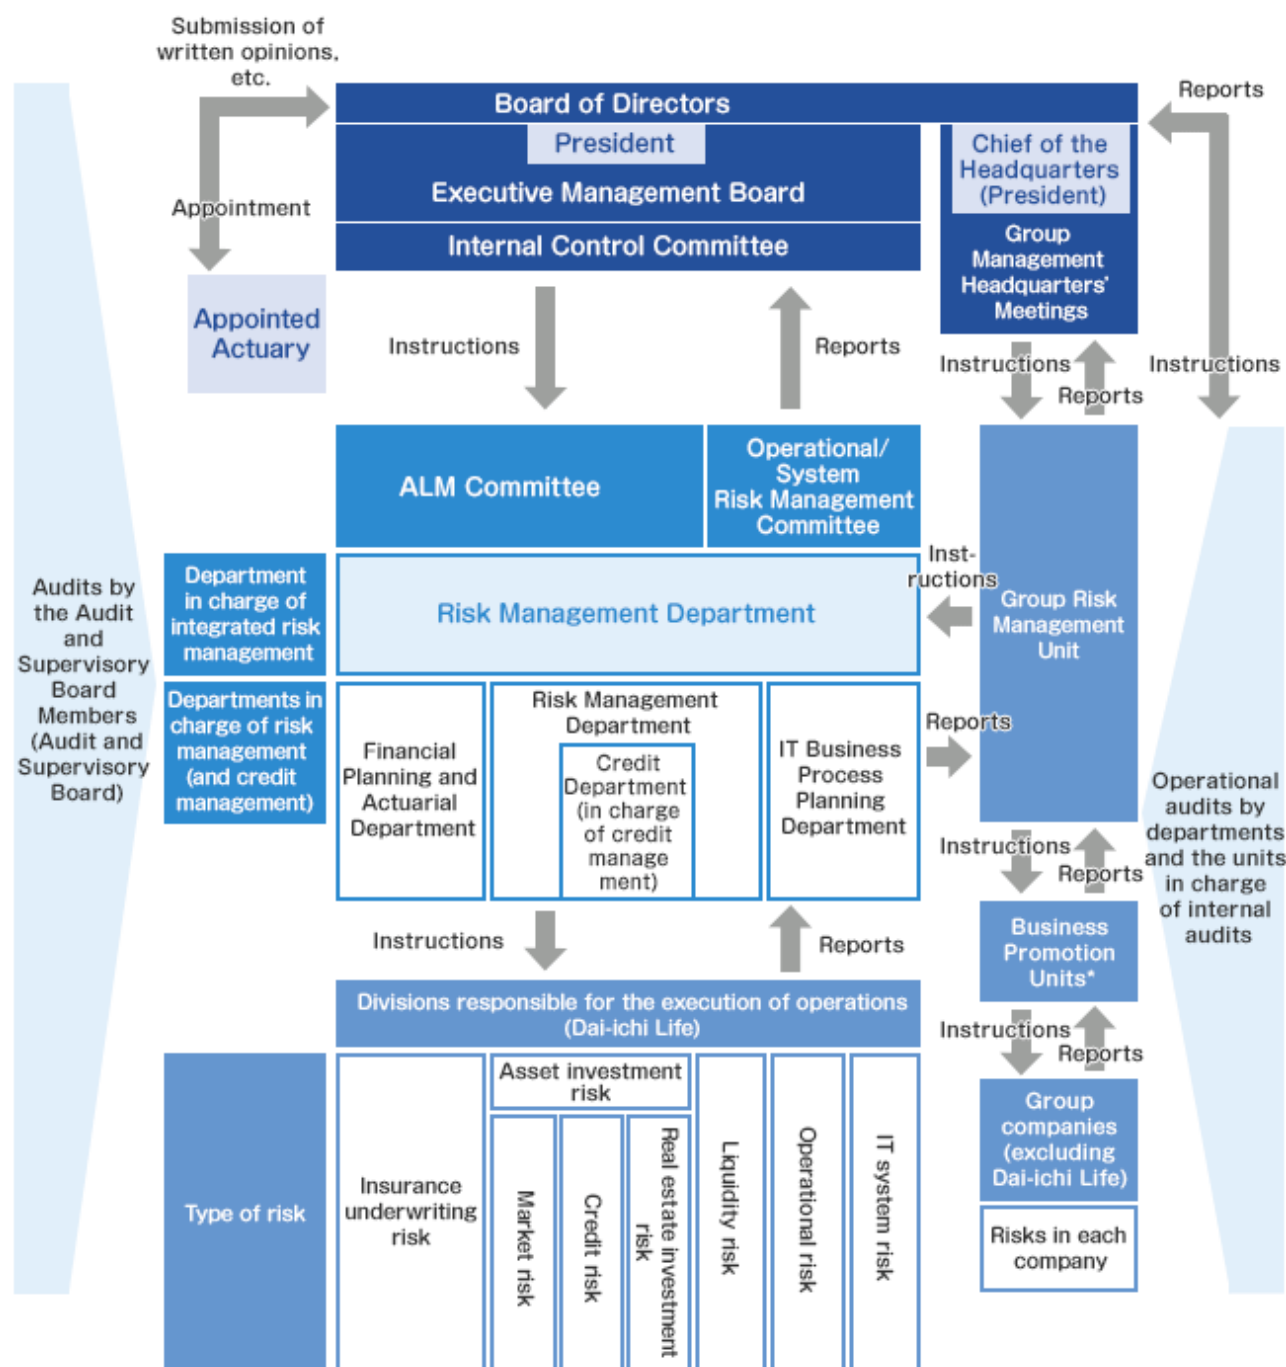 Submission of
written opinions,
etc.
Reports
Board of Directors
President
Chief of the
Headquarters
(President)
Executive Management Board
Appointment
Internal Control Committee
Group
Management
Headquarters'
Meetings
Appointed
Actuary
Instructions
Reports
Instructions
Reports
Instructions
ALM Committee
Operational/
System
Risk Management
Committee
Audits by
the Audit
and
Supervisory
Board
Members
(Audit and
Supervisory
Board)
Department
in charge of
integrated risk
management
Risk Management Department
Inst-
ructions
Group Risk
Management
Unit
Departments in
charge of risk
management
(and credit
management)
Financial
Planning and
Actuarial
Department
Risk Management
Department
Credit
Department
(in charge
of credit
manage
ment)
IT Business
Process
Planning
Department
Reports
Operational
audits by
departments
and the units
in charge
of internal
audits
Instructions
Reports
Instructions
Reports
Business
Promotion
Units*
Divisions responsible for the execution of operations
(Dai-ichi Life)
Instructions
Reports
Type of risk
Insurance
underwriting
risk
Asset investment
risk
Market risk
Credit risk
Real estate investment
risk
Liquidity risk
Operational risk
IT system risk
Group
companies
(excluding
Dai-ichi Life)
Risks in each
company